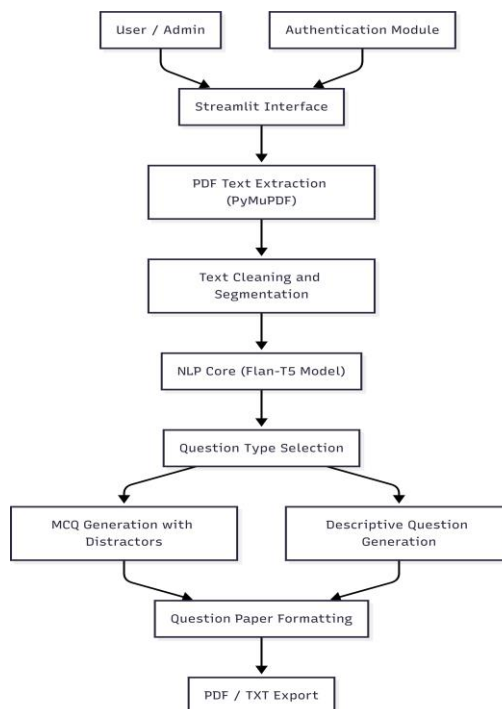 User / Admin
Authentication Module
Streamlit Interface
PDF Text Extraction
(PyMuPDF)
Text Cleaning and
Segmentation
NLP Core (Flan-T5 Model)
Question Type Selection
MCQ Generation with
Distractors
Descriptive Question
Generation
Question Paper Formatting
PDF / TXT Export